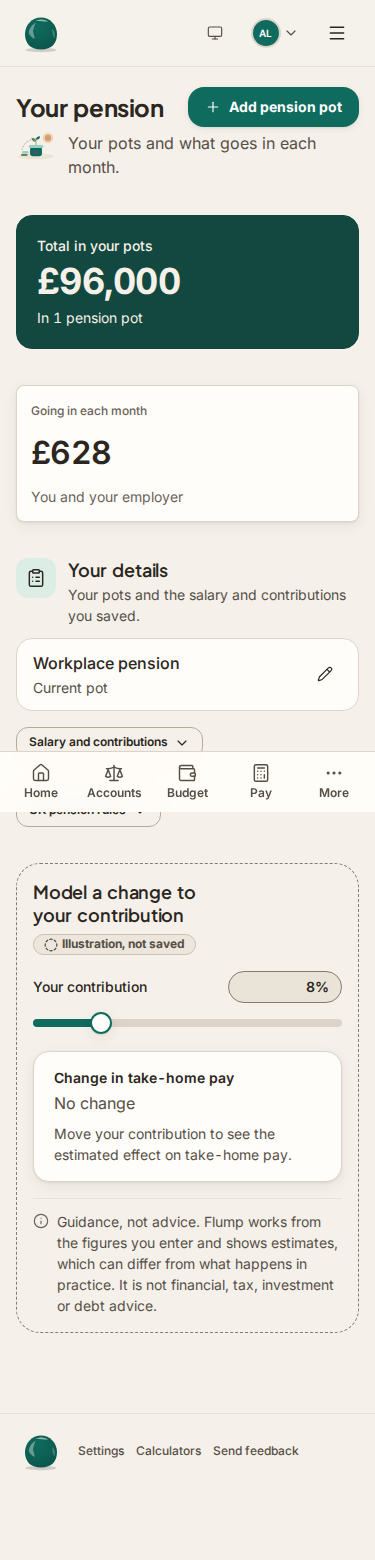 AL
Your pension
Add pension pot
Your pots and what goes in each
month.
Total in your pots
£96,000
In 1 pension pot
Going in each month
£628
You and your employer
Your details
Your pots and the salary and contributions
you saved.
Workplace pension
Current pot
Salary and contributions
Home
Accounts
Budget
Pay
More
UK pension rules
Model a change to
your contribution
Illustration, not saved
Your contribution
8%
Change in take-home pay
No change
Move your contribution to see the
estimated effect on take-home pay.
Guidance, not advice. Flump works from
the figures you enter and shows estimates,
which can differ from what happens in
practice. It is not financial, tax, investment
or debt advice.
Settings
Calculators
Send feedback